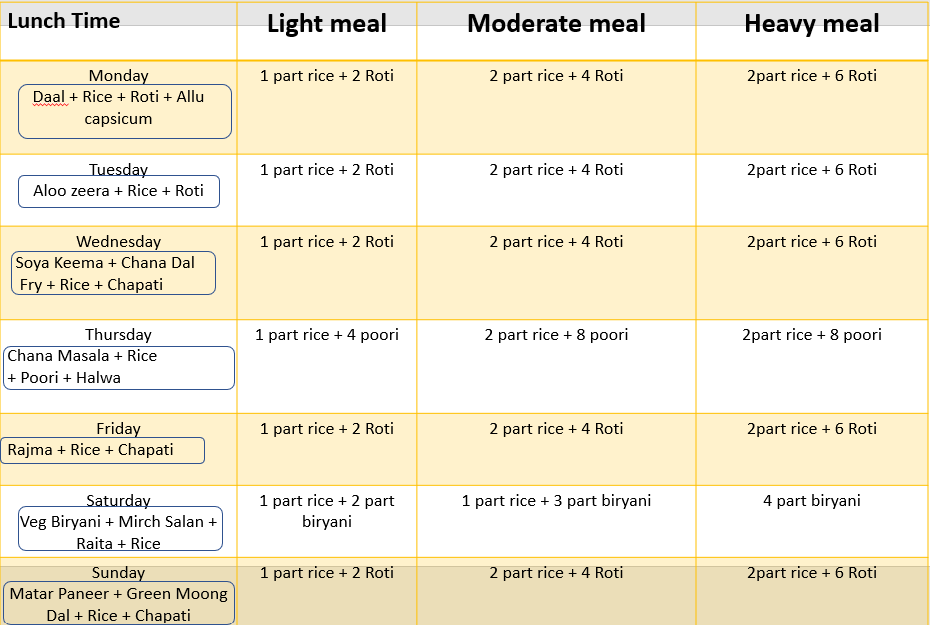 Lunch Time
Light meal
Moderate meal
Heavy meal
Monday
Daal + Rice + Roti + Allu
capsicum
1 part rice + 2 Roti
2 part rice + 4 Roti
2part rice + 6 Roti
Tuesday
Aloo zeera + Rice + Roti
1 part rice + 2 Roti
2 part rice + 4 Roti
2part rice + 6 Roti
Wednesday
Soya Keema + Chana Dal
Fry + Rice + Chapati
1 part rice + 2 Roti
2 part rice + 4 Roti
2part rice + 6 Roti
Thursday
Chana Masala + Rice
+ Poori + Halwa
1 part rice + 4 poori
2 part rice + 8 poori
2part rice + 8 poori
Friday
Rajma + Rice + Chapati
1 part rice + 2 Roti
2 part rice + 4 Roti
2part rice + 6 Roti
Saturday
Veg Biryani + Mirch Salan +
Raita + Rice
1 part rice + 2 part
biryani
1 part rice + 3 part biryani
4 part biryani
Sunday
Matar Paneer + Green Moong
Dal + Rice + Chapati
1 part rice + 2 Roti
2 part rice + 4 Roti
2part rice + 6 Roti